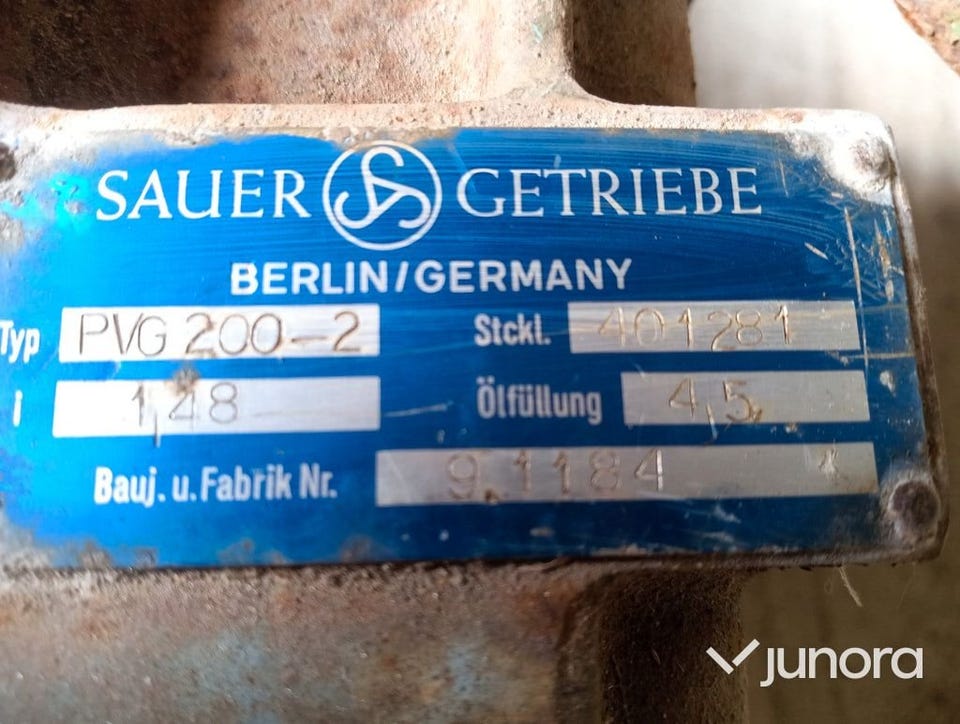 SAUER GETRIEBE
BERLIN/GERMANY
Typ PVG 200-2 Stckl. 401281
i 1,48 Ölfüllung 4,5
Bauj. u. Fabrik Nr. 9.1184
junora